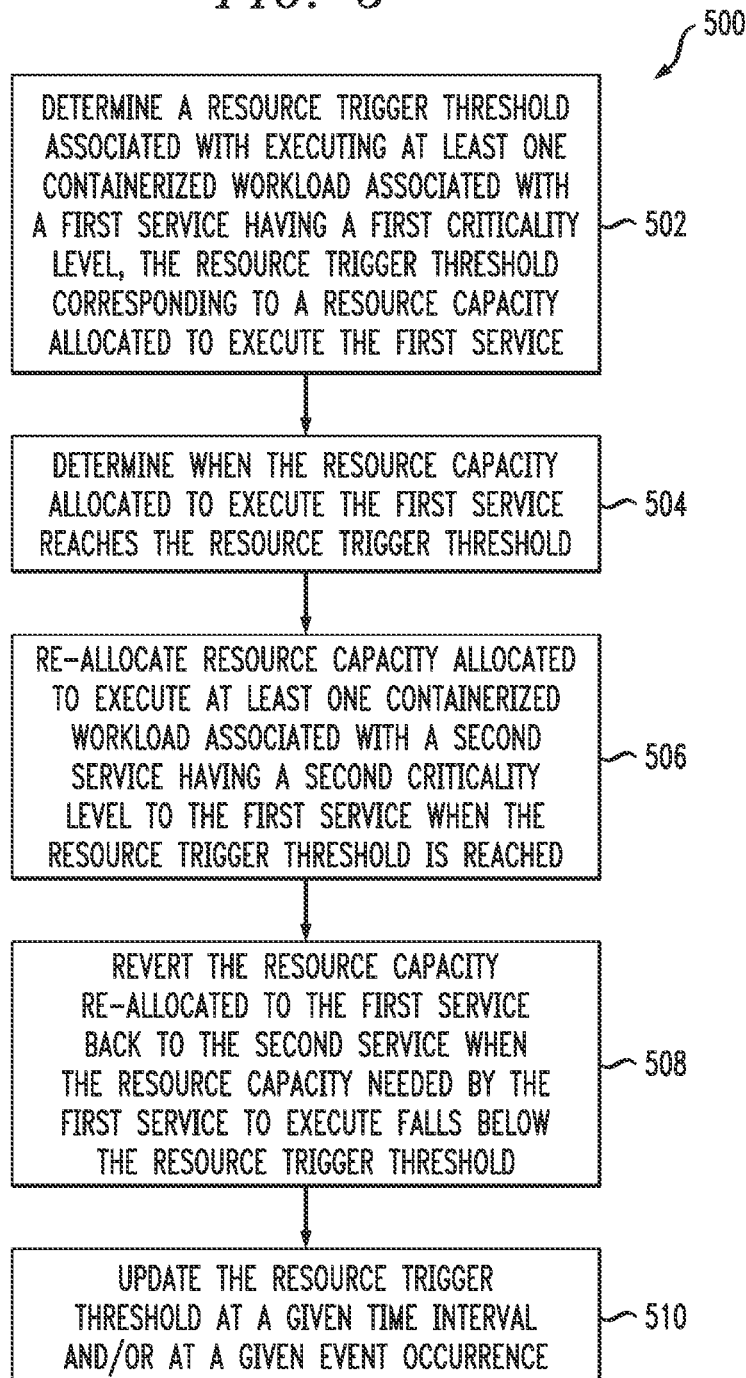 500
DETERMINE A RESOURCE TRIGGER THRESHOLD
ASSOCIATED WITH EXECUTING AT LEAST ONE
CONTAINERIZED WORKLOAD ASSOCIATED WITH
A FIRST SERVICE HAVING A FIRST CRITICALITY
LEVEL, THE RESOURCE TRIGGER THRESHOLD
CORRESPONDING TO A RESOURCE CAPACITY
ALLOCATED TO EXECUTE THE FIRST SERVICE
502
DETERMINE WHEN THE RESOURCE CAPACITY
ALLOCATED TO EXECUTE THE FIRST SERVICE
REACHES THE RESOURCE TRIGGER THRESHOLD
504
RE-ALLOCATE RESOURCE CAPACITY ALLOCATED
TO EXECUTE AT LEAST ONE CONTAINERIZED
WORKLOAD ASSOCIATED WITH A SECOND
SERVICE HAVING A SECOND CRITICALITY
LEVEL TO THE FIRST SERVICE WHEN THE
RESOURCE TRIGGER THRESHOLD IS REACHED
506
REVERT THE RESOURCE CAPACITY
RE-ALLOCATED TO THE FIRST SERVICE
BACK TO THE SECOND SERVICE WHEN
THE RESOURCE CAPACITY NEEDED BY THE
FIRST SERVICE TO EXECUTE FALLS BELOW
THE RESOURCE TRIGGER THRESHOLD
508
UPDATE THE RESOURCE TRIGGER
THRESHOLD AT A GIVEN TIME INTERVAL
AND/OR AT A GIVEN EVENT OCCURRENCE
510